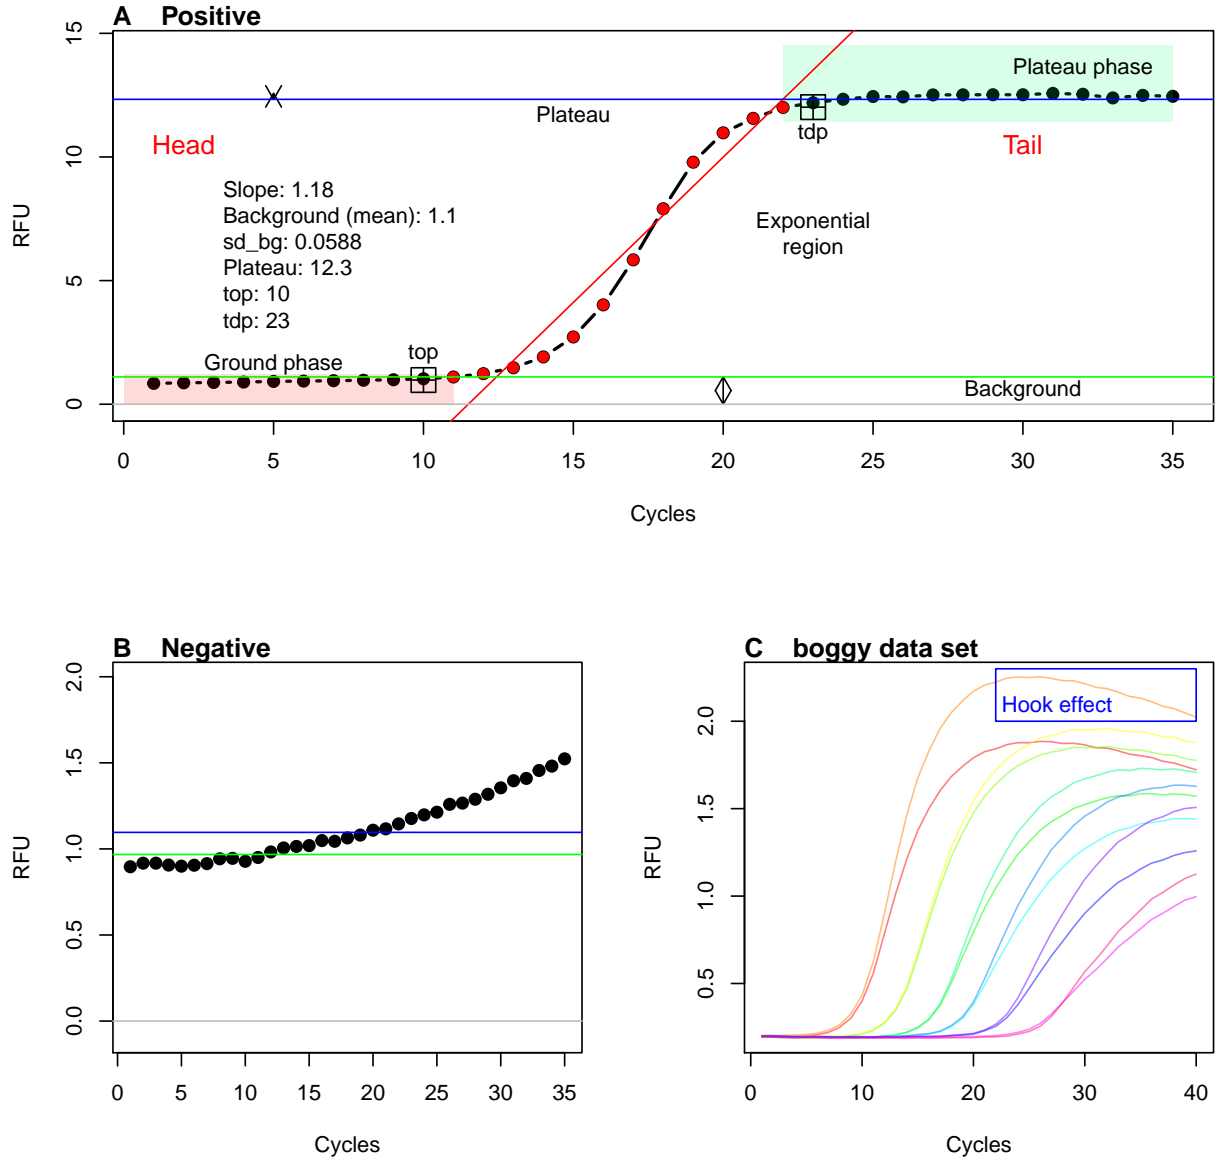 A Positive
15
10
5
0
RFU
Plateau phase
Plateau
tdp
Head
Tail
Slope: 1.18
Background (mean): 1.1
sd_bg: 0.0588
Plateau: 12.3
top: 10
tdp: 23
Exponential
region
Ground phase
top
Background
0 5 10 15 20 25 30 35
Cycles
B Negative
2.0
1.5
1.0
0.5
0.0
RFU
0 5 10 15 20 25 30 35
Cycles
C boggy data set
Hook effect
2.0
1.5
1.0
0.5
RFU
0 10 20 30 40
Cycles